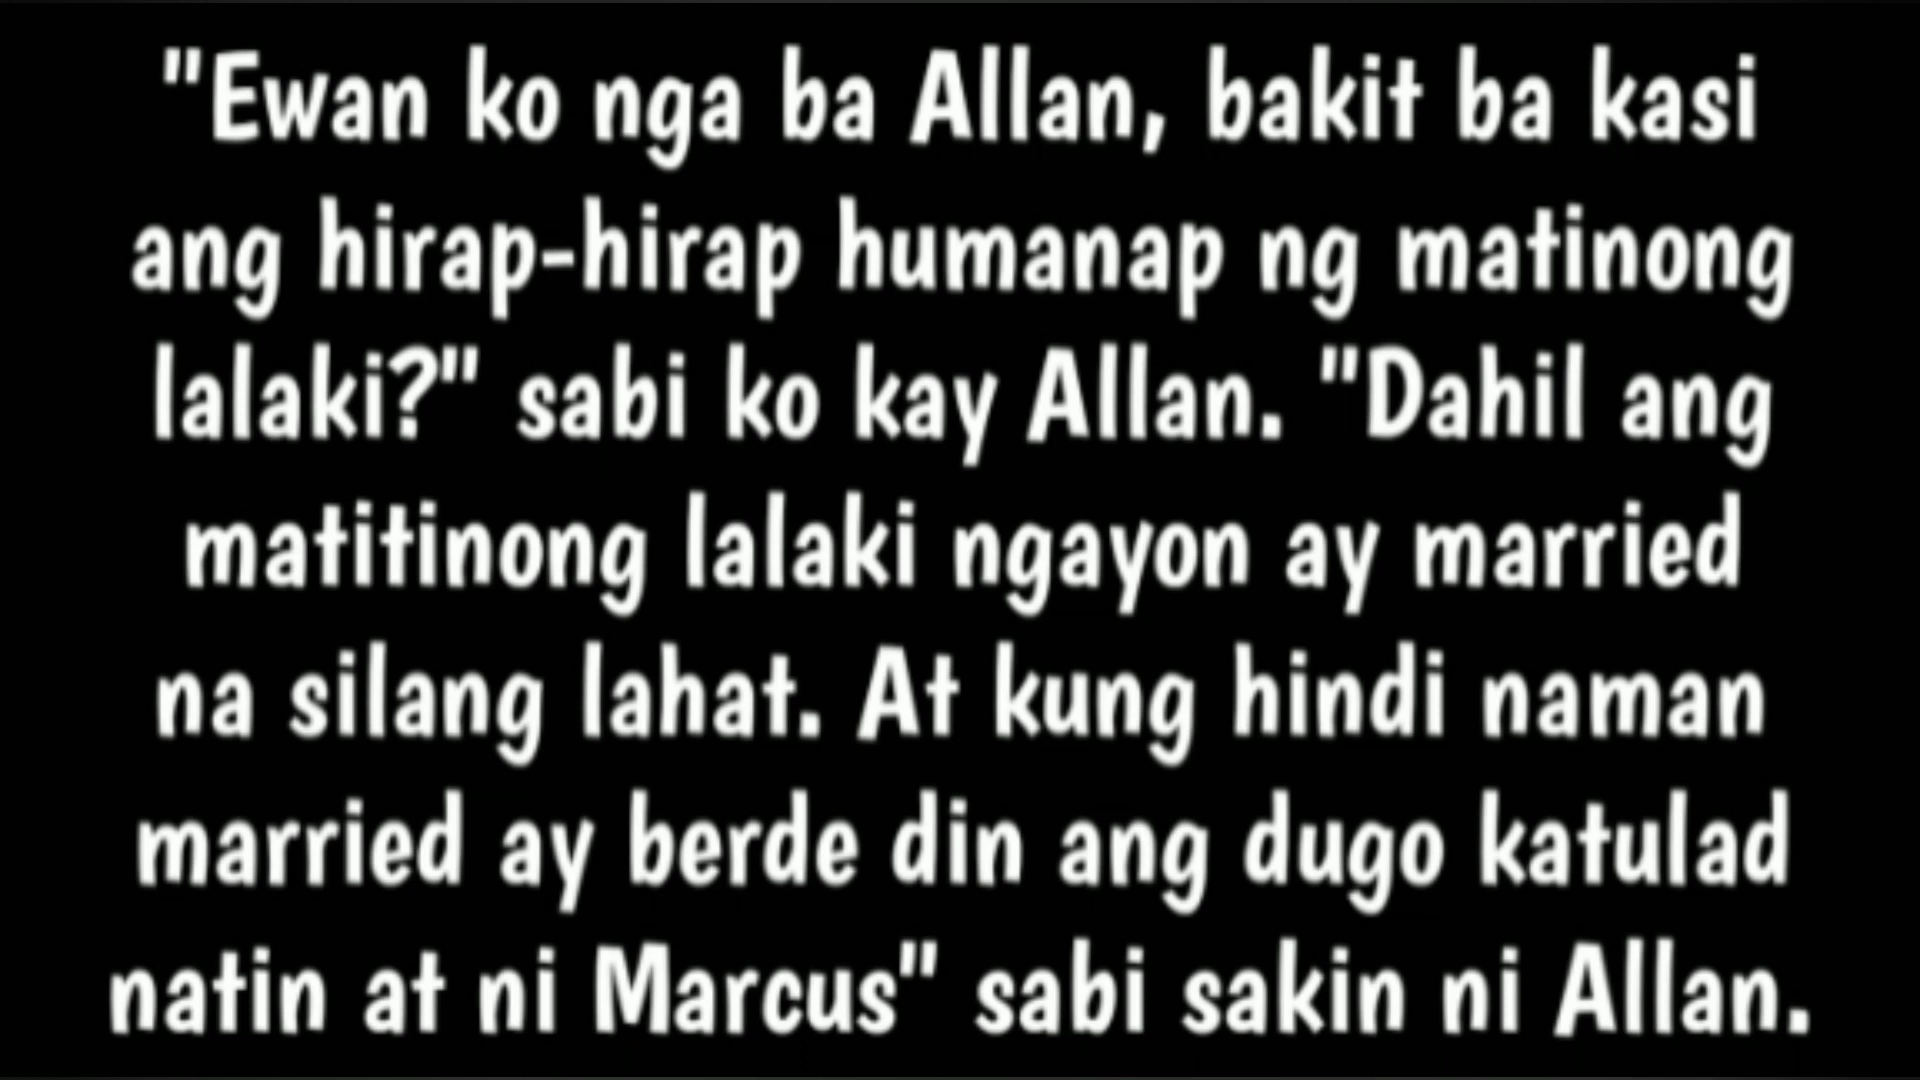 "Ewan ko nga ba Allan, bakit ba kasi
ang hirap-hirap humanap ng matinong
lalaki?" sabi ko kay Allan. "Dahil ang
matitinong lalaki ngayon ay married
na silang lahat. At kung hindi naman
married ay berde din ang dugo katulad
natin at ni Marcus" sabi sakin ni Allan.